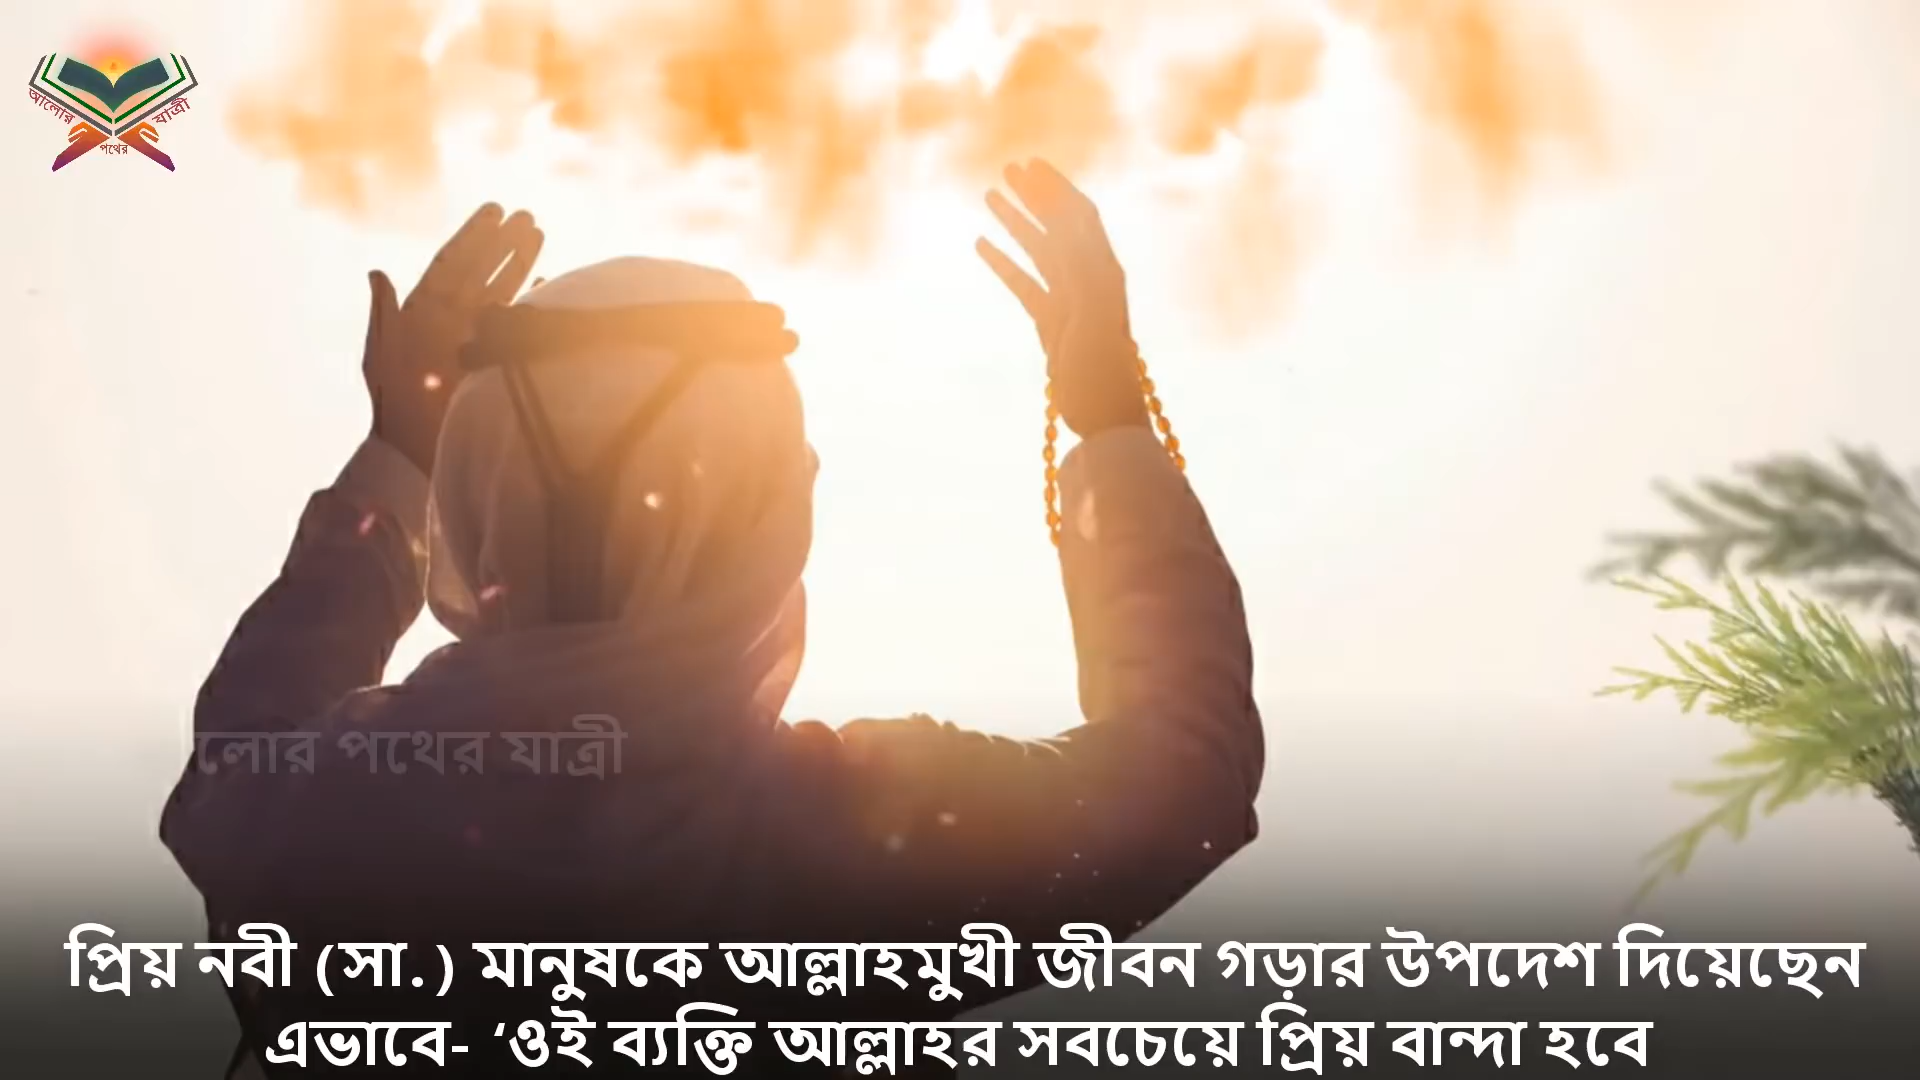 আলোর
পথের
যাত্রী
লোর পথের যাত্রী
প্রিয় নবী (সা.) মানুষকে আল্লাহমুখী জীবন গড়ার উপদেশ দিয়েছেন
এভাবে- ‘ওই ব্যক্তি আল্লাহর সবচেয়ে প্রিয় বান্দা হবে